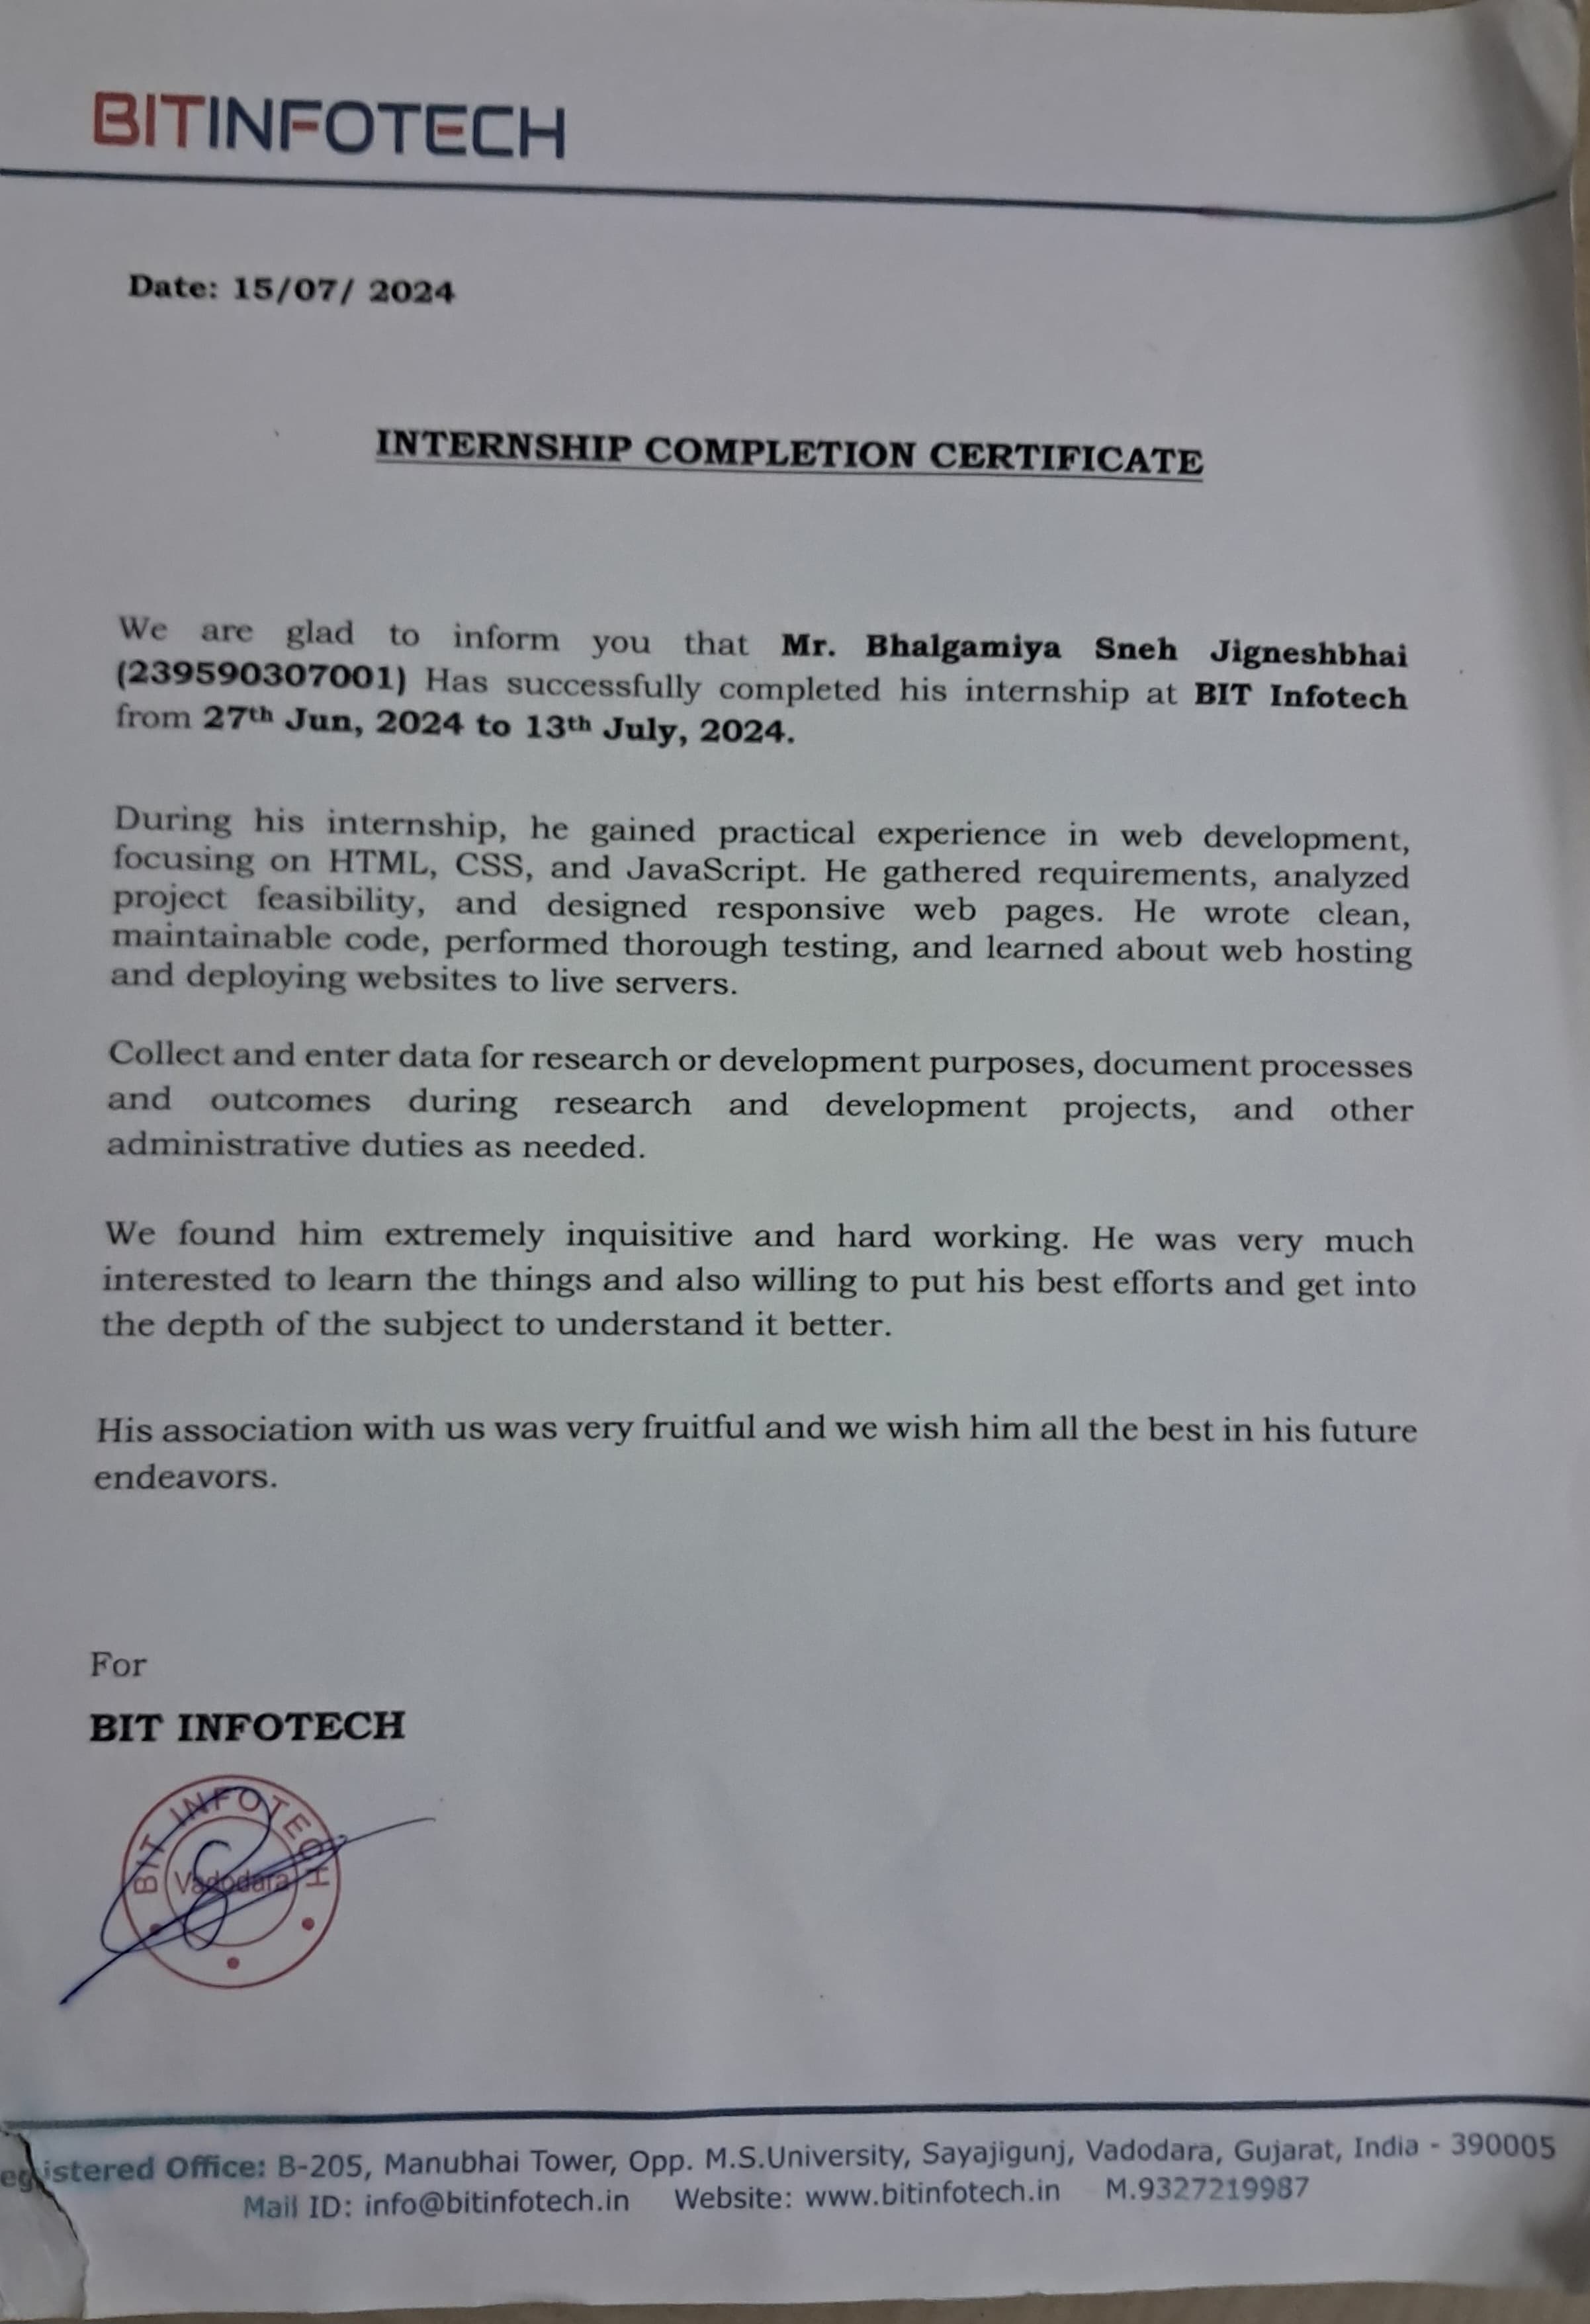 BITINFOTECH
Date: 15/07/ 2024
INTERNSHIP COMPLETION CERTIFICATE
We are glad to inform you that Mr. Bhalgamiya Sneh Jigneshbhai
(239590307001) Has successfully completed his internship at BIT Infotech
from 27th Jun, 2024 to 13th July, 2024.
During his internship, he gained practical experience in web development,
focusing on HTML, CSS, and JavaScript. He gathered requirements, analyzed
project feasibility, and designed responsive web pages. He wrote clean,
maintainable code, performed thorough testing, and learned about web hosting
and deploying websites to live servers.
Collect and enter data for research or development purposes, document processes
and outcomes during research and development projects, and other
administrative duties as needed.
We found him extremely inquisitive and hard working. He was very much
interested to learn the things and also willing to put his best efforts and get into
the depth of the subject to understand it better.
His association with us was very fruitful and we wish him all the best in his future
endeavors.
For
BIT INFOTECH
BIT INFOTECH
Vadodara
egistered Office: B-205, Manubhai Tower, Opp. M.S.University, Sayajigunj, Vadodara, Gujarat, India - 390005
Mail ID: info@bitinfotech.in Website: www.bitinfotech.in M.9327219987